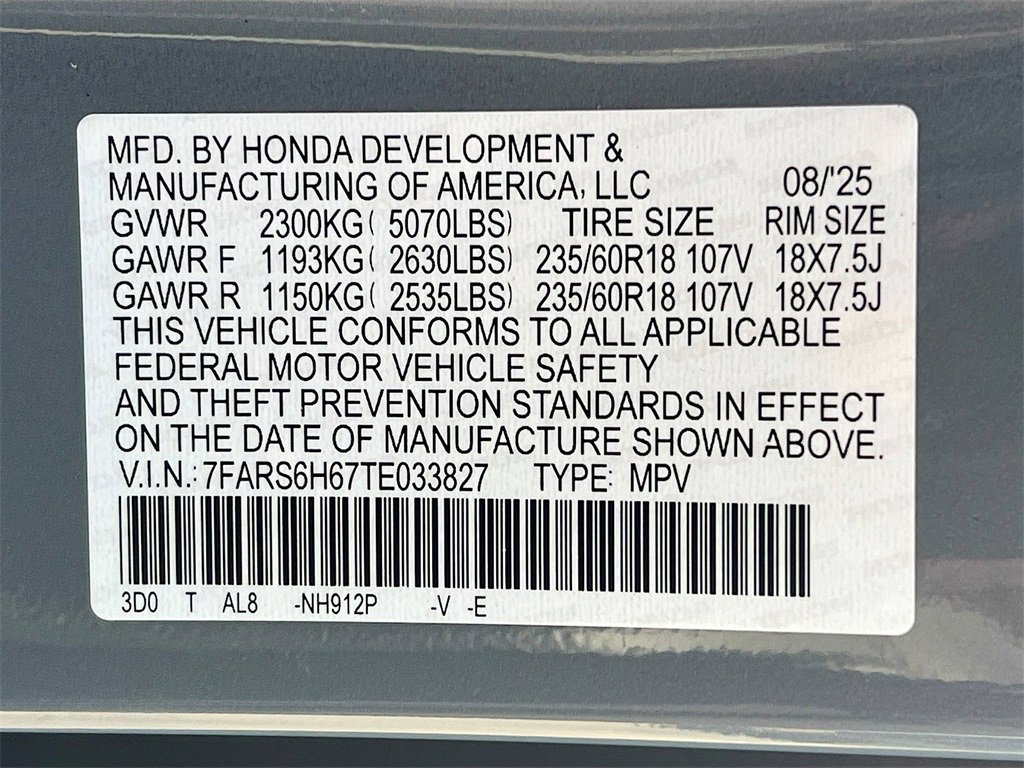 MFD. BY HONDA DEVELOPMENT &
MANUFACTURING OF AMERICA, LLC 08/'25
GVWR 2300KG( 5070LBS) TIRE SIZE RIM SIZE
GAWR F 1193KG( 2630LBS) 235/60R18 107V 18X7.5J
GAWR R 1150KG( 2535LBS) 235/60R18 107V 18X7.5J
THIS VEHICLE CONFORMS TO ALL APPLICABLE
FEDERAL MOTOR VEHICLE SAFETY
AND THEFT PREVENTION STANDARDS IN EFFECT
ON THE DATE OF MANUFACTURE SHOWN ABOVE.
V.I.N.: 7FARS6H67TE033827 TYPE: MPV
3D0 T AL8 -NH912P -V -E